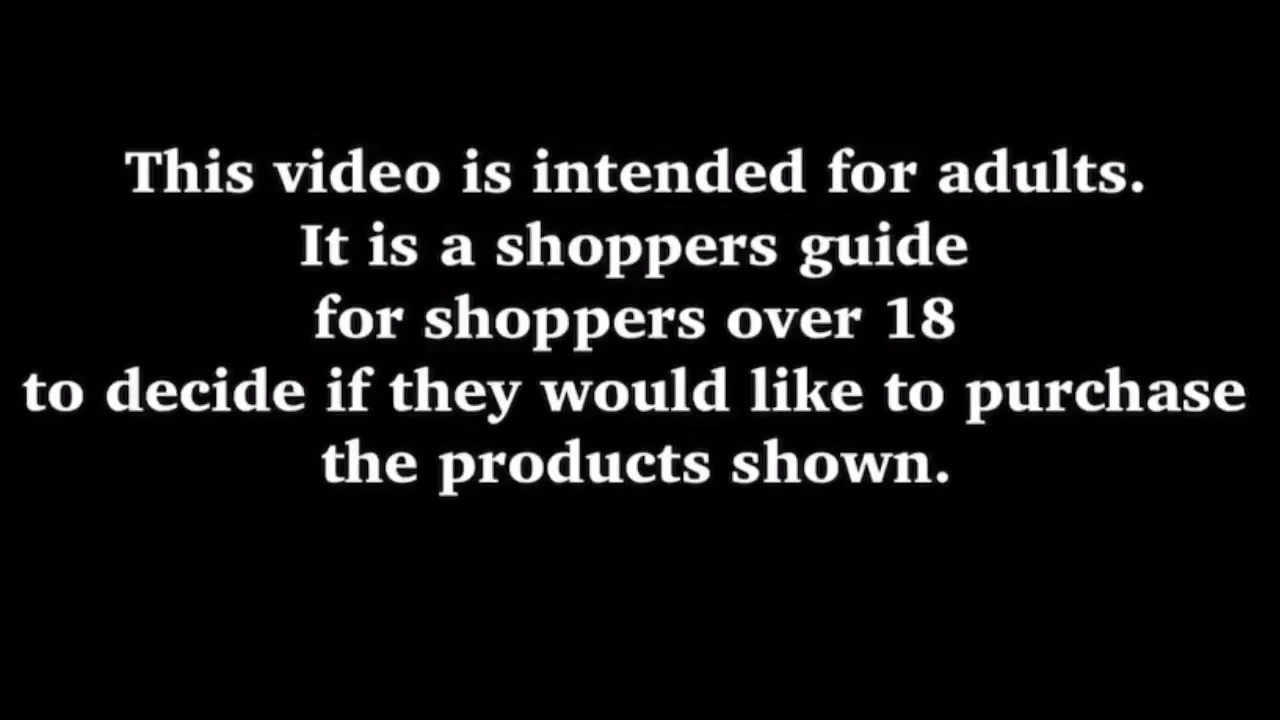 This video is intended for adults.
It is a shoppers guide
for shoppers over 18
to decide if they would like to purchase
the products shown.